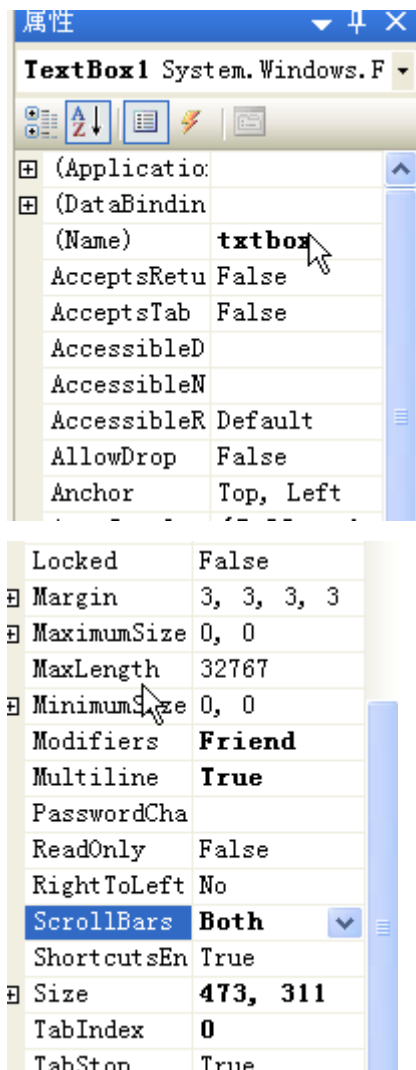 属性
TextBox1 System.Windows.F
(Applicatio
(DataBindin
(Name) txtbox
AcceptsRetu False
AcceptsTab False
AccessibleD
AccessibleN
AccessibleR Default
AllowDrop False
Anchor Top, Left
Locked False
Margin 3, 3, 3, 3
MaximumSize 0, 0
MaxLength 32767
MinimumSize 0, 0
Modifiers Friend
Multiline True
PasswordCha
ReadOnly False
RightToLeft No
ScrollBars Both
ShortcutsEn True
Size 473, 311
TabIndex 0
TabStop True